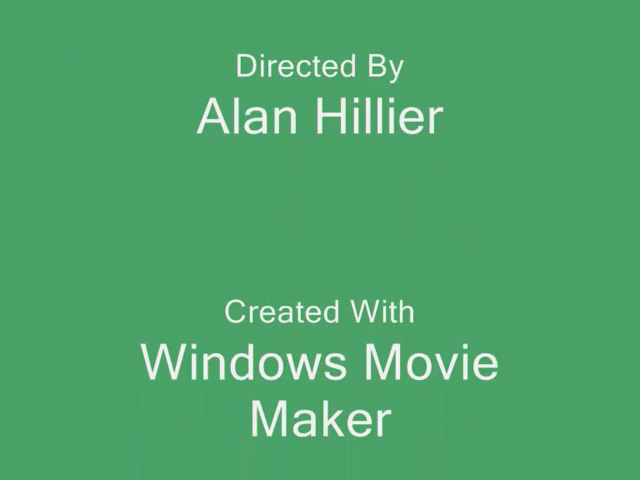 Directed By
Alan Hillier
Created With
Windows Movie
Maker